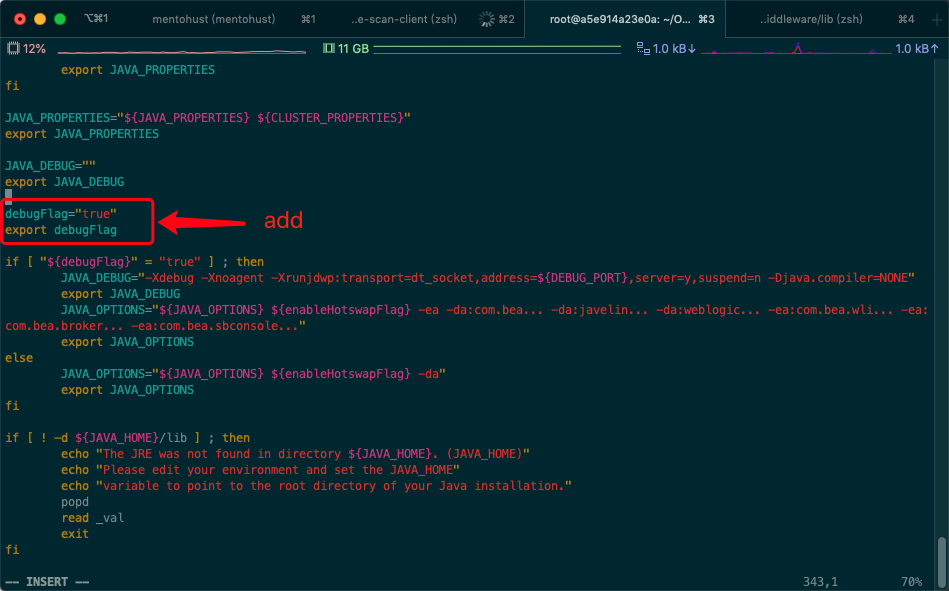 ⌥⌘1 mentohust (mentohust) ⌘1 ..e-scan-client (zsh) ⌘2 root@a5e914a23e0a: ~/O... ⌘3 ..iddleware/lib (zsh) ⌘4 +
12% 11 GB 1.0 kB↓ 1.0 kB↑
export JAVA_PROPERTIES
fi
JAVA_PROPERTIES="${JAVA_PROPERTIES} ${CLUSTER_PROPERTIES}"
export JAVA_PROPERTIES
JAVA_DEBUG=""
export JAVA_DEBUG
debugFlag="true"
export debugFlag
add
if [ "${debugFlag}" = "true" ] ; then
JAVA_DEBUG="-Xdebug -Xnoagent -Xrunjdwp:transport=dt_socket,address=${DEBUG_PORT},server=y,suspend=n -Djava.compiler=NONE"
export JAVA_DEBUG
JAVA_OPTIONS="${JAVA_OPTIONS} ${enableHotswapFlag} -ea -da:com.bea... -da:javelin... -da:weblogic... -ea:com.bea.wli... -ea:
com.bea.broker... -ea:com.bea.sbconsole..."
export JAVA_OPTIONS
else
JAVA_OPTIONS="${JAVA_OPTIONS} ${enableHotswapFlag} -da"
export JAVA_OPTIONS
fi
if [ ! -d ${JAVA_HOME}/lib ] ; then
echo "The JRE was not found in directory ${JAVA_HOME}. (JAVA_HOME)"
echo "Please edit your environment and set the JAVA_HOME"
echo "variable to point to the root directory of your Java installation."
popd
read _val
exit
fi
-- INSERT -- 343,1 70%